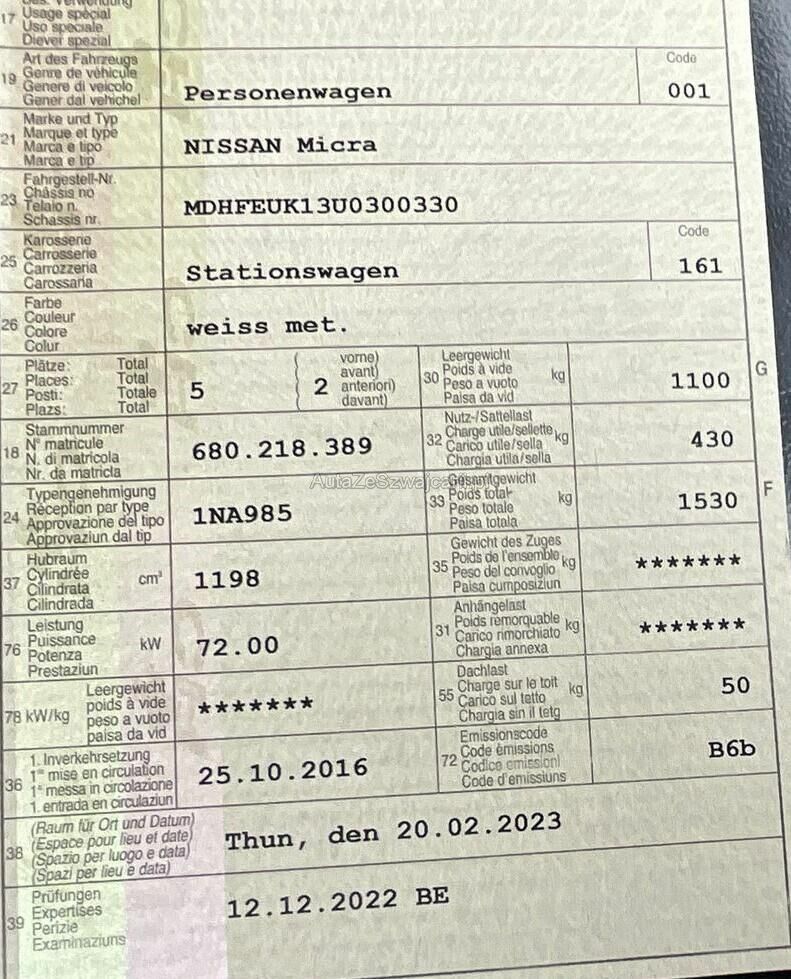 Bes. Verwendung
17 Usage spécial
Uso speciale
Diever spezial
Art des Fahrzeugs
19 Genre de véhicule
Genere di veicolo
Gener dal vehichel
Personenwagen
Code
001
Marke und Typ
21 Marque et type
Marca e tipo
Marca e tip
NISSAN Micra
Fahrgestell-Nr.
23 Châssis no
Telaio n.
Schassis nr.
MDHFEUK13U0300330
Karosserie
25 Carrosserie
Carrozzeria
Carossaria
Stationswagen
Code
161
Farbe
26 Couleur
Colore
Colur
weiss met.
Plätze: Total
27 Places: Total
Posti: Totale
Plazs: Total
5
2
vorne)
avant)
anteriori)
davant)
Leergewicht
30 Poids à vide kg
Peso a vuoto
Paisa da vid
1100
G
Stammnummer
18 N° matricule
N. di matricola
Nr. da matricla
680.218.389
Nutz-/Sattellast
32 Charge utile/sellette kg
Carico utile/sella
Chargia utila/sella
430
AutaZeSzwajcarii
Typengenehmigung
24 Réception par type
Approvazione del tipo
Approvaziun dal tip
1NA985
Gesamtgewicht
33 Poids total kg
Peso totale
Paisa totala
1530
F
Hubraum
37 Cylindrée cm³
Cilindrata
Cilindrada
1198
Gewicht des Zuges
35 Poids de l'ensemble kg
Peso del convoglio
Paisa cumposiziun
*******
Leistung
76 Puissance kW
Potenza
Prestaziun
72.00
Anhängelast
31 Poids remorquable kg
Carico rimorchiato
Chargia annexa
*******
Leergewicht
78 kW/kg poids à vide
peso a vuoto
paisa da vid
*******
Dachlast
55 Charge sur le toit kg
Carico sul tetto
Chargia sin il tetg
50
1. Inverkehrsetzung
36 1re mise en circulation
1a messa in circolazione
1. entrada en circulaziun
25.10.2016
Emissionscode
72 Code émissions
Codice emissioni
Code d'emissiuns
B6b
(Raum für Ort und Datum)
38 (Espace pour lieu et date)
(Spazio per luogo e data)
(Spazi per lieu e data)
Thun, den 20.02.2023
Prüfungen
39 Expertises
Perizie
Examinaziuns
12.12.2022 BE